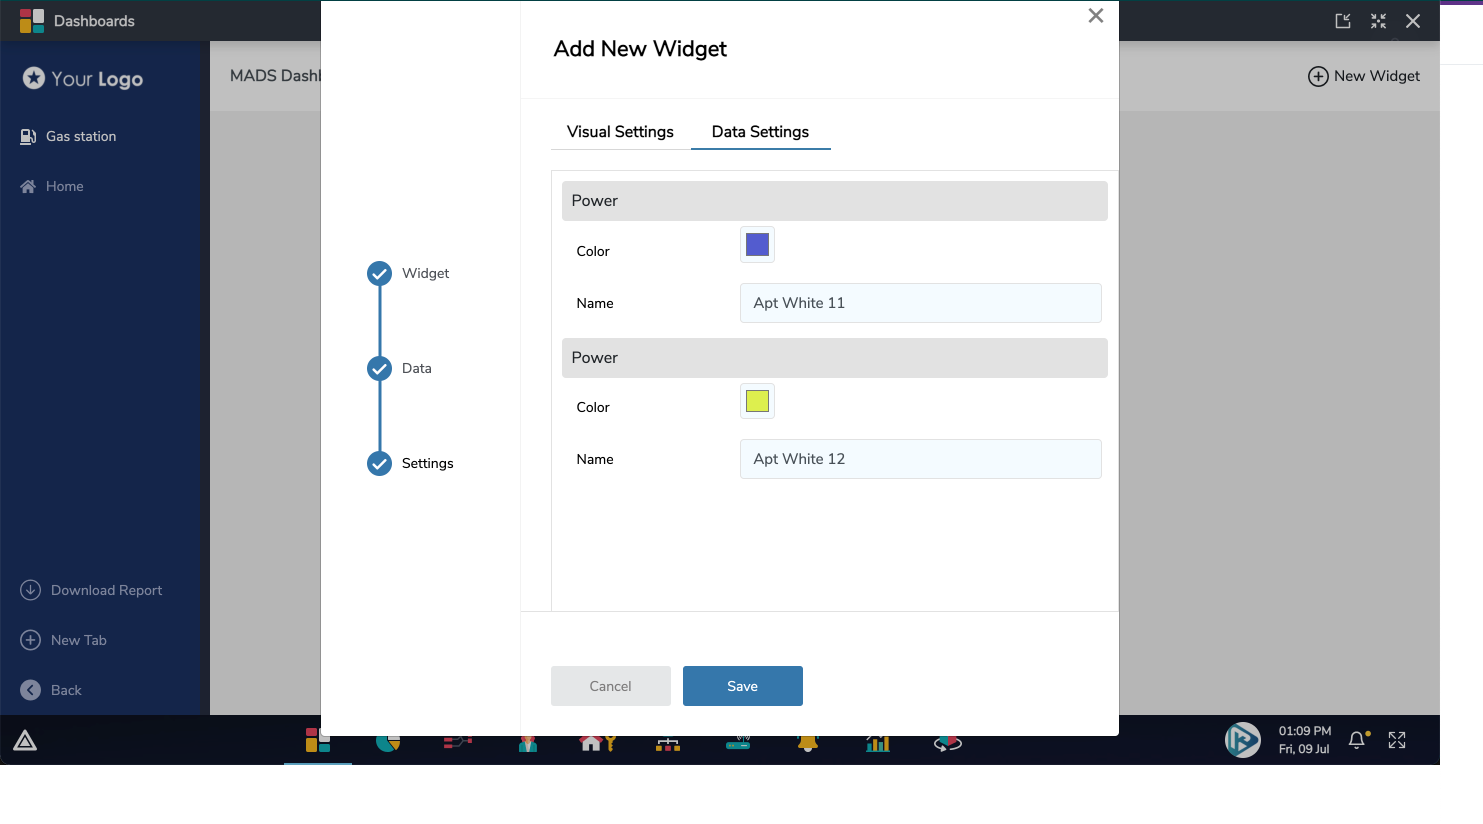 Dashboards
Your Logo
Gas station
Home
Download Report
New Tab
Back
MADS Dashb
New Widget
Widget
Data
Settings
Add New Widget
Visual Settings
Data Settings
Power
Color
Name
Apt White 11
Power
Color
Name
Apt White 12
Cancel
Save
01:09 PM
Fri, 09 Jul